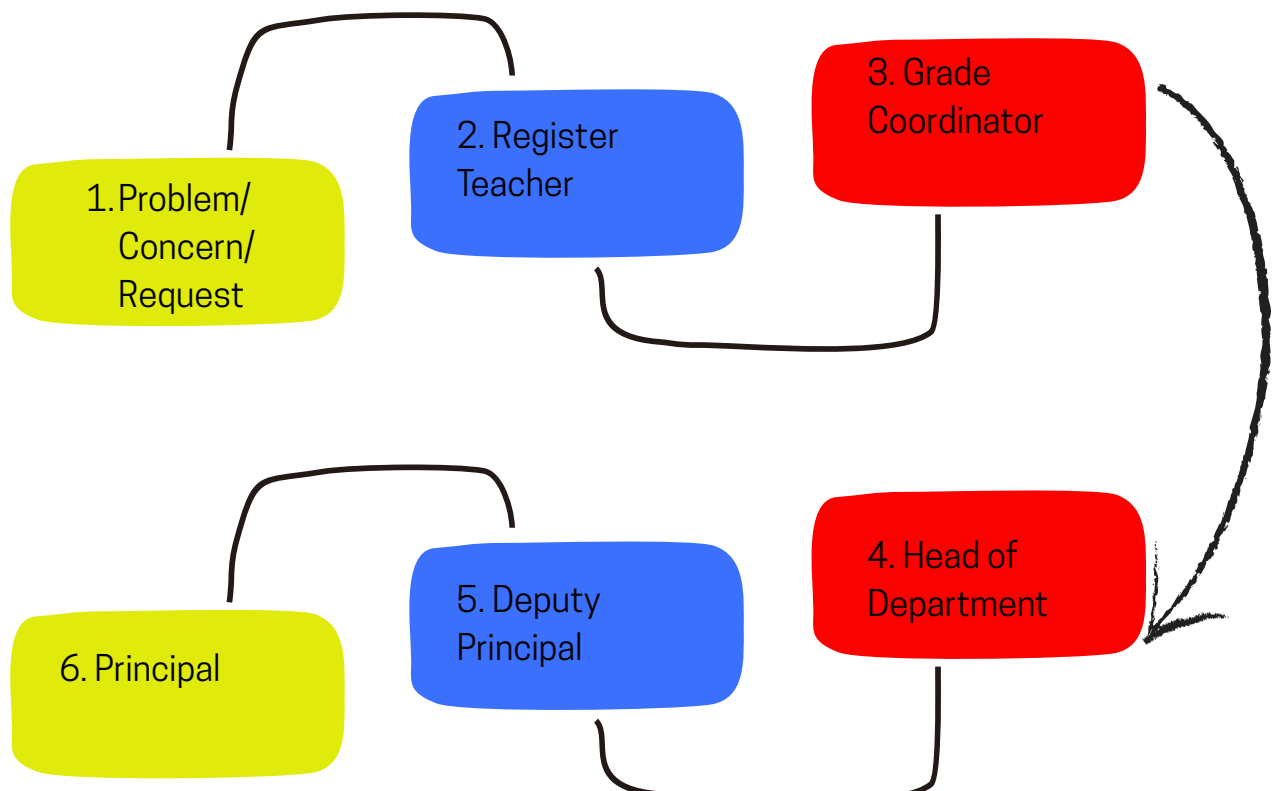 1. Problem/
Concern/
Request
2. Register
Teacher
3. Grade
Coordinator
4. Head of
Department
5. Deputy
Principal
6. Principal